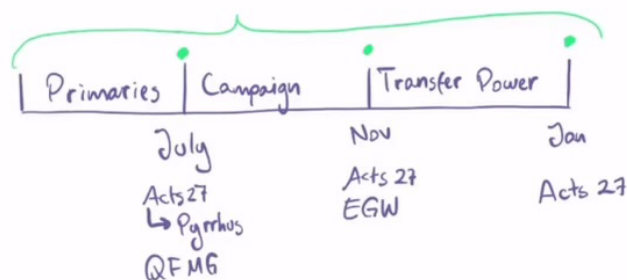 Primaries Campaign Transfer Power
July Nov Jan
Acts 27 Acts 27 Acts 27
↳ Pyrrhus EGW
QFMG